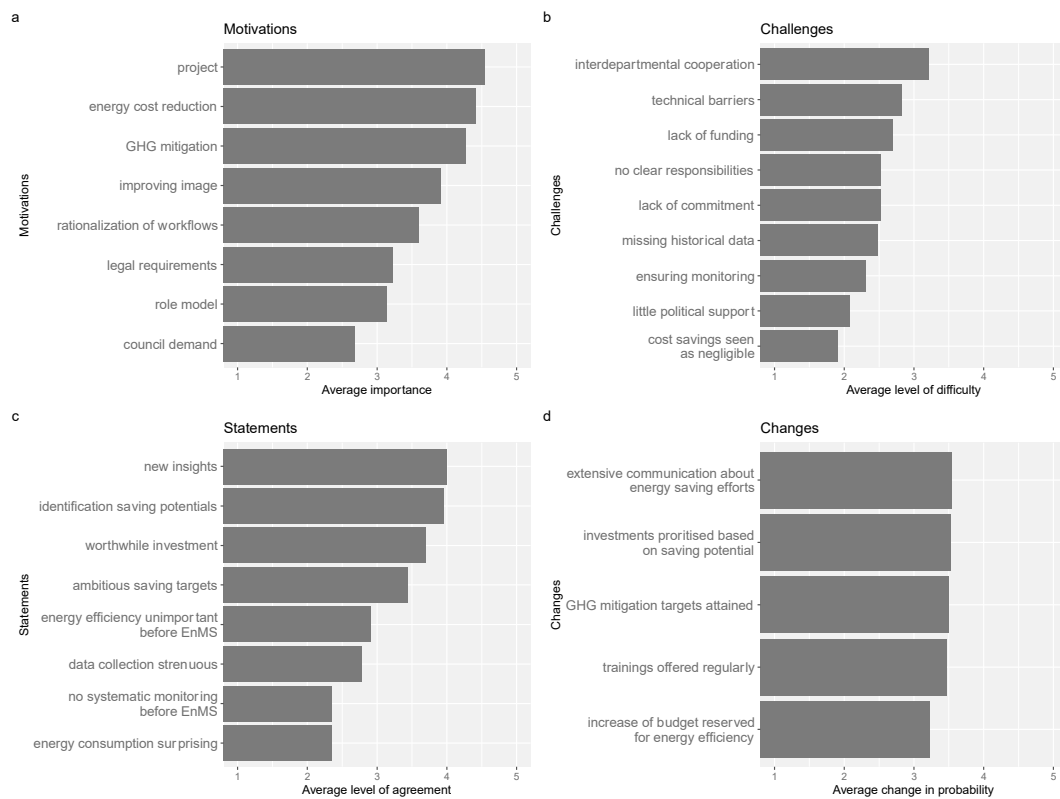 a
Motivations
Motivations
project
energy cost reduction
GHG mitigation
improving image
rationalization of workflows
legal requirements
role model
council demand
1 2 3 4 5
Average importance
b
Challenges
Challenges
interdepartmental cooperation
technical barriers
lack of funding
no clear responsibilities
lack of commitment
missing historical data
ensuring monitoring
little political support
cost savings seen
as negligible
1 2 3 4 5
Average level of difficulty
c
Statements
Statements
new insights
identification saving potentials
worthwhile investment
ambitious saving targets
energy efficiency unimportant
before EnMS
data collection strenuous
no systematic monitoring
before EnMS
energy consumption surprising
1 2 3 4 5
Average level of agreement
d
Changes
Changes
extensive communication about
energy saving efforts
investments proritised based
on saving potential
GHG mitigation targets attained
trainings offered regularly
increase of budget reserved
for energy efficiency
1 2 3 4 5
Average change in probability